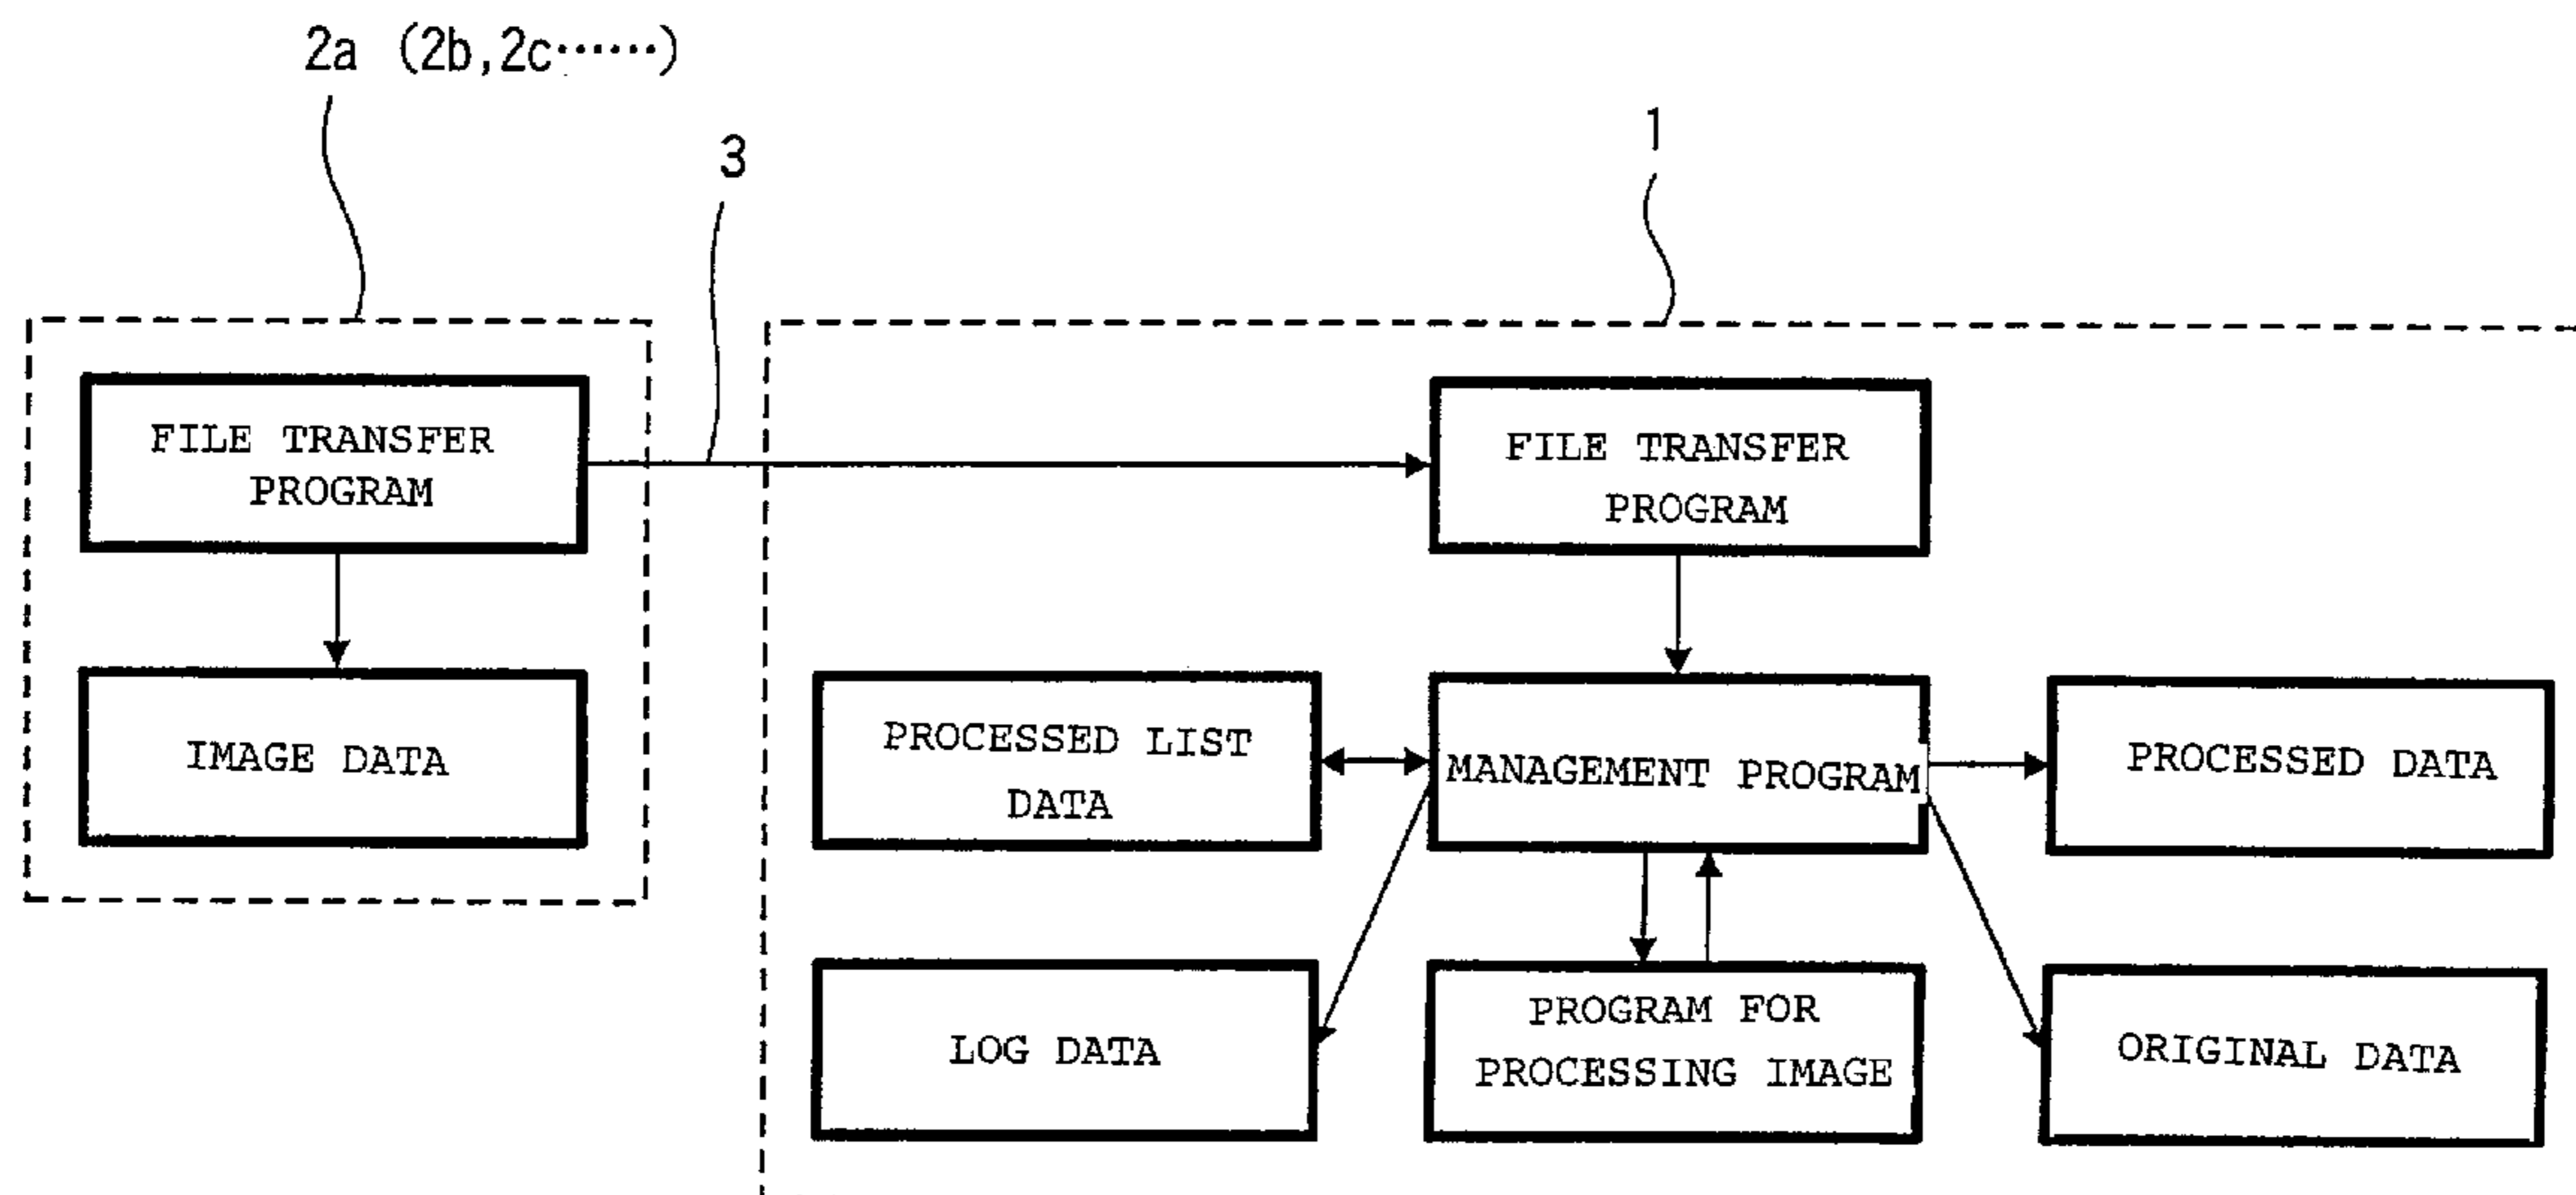 2a (2b,2c……)
3
1
FILE TRANSFER
PROGRAM
FILE TRANSFER
PROGRAM
IMAGE DATA
PROCESSED LIST
DATA
MANAGEMENT PROGRAM
PROCESSED DATA
LOG DATA
PROGRAM FOR
PROCESSING IMAGE
ORIGINAL DATA